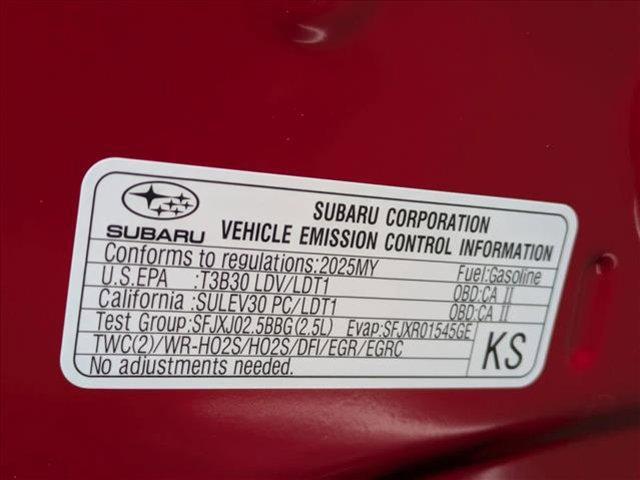 SUBARU
SUBARU CORPORATION
VEHICLE EMISSION CONTROL INFORMATION
Conforms to regulations:2025MY Fuel:Gasoline
U.S.EPA :T3B30 LDV/LDT1 OBD:CA II
California :SULEV30 PC/LDT1 OBD:CA II
Test Group:SFJXJ02.5BBG(2.5L) Evap:SFJXR01545GE
TWC(2)/WR-HO2S/HO2S/DFI/EGR/EGRC
No adjustments needed.
KS